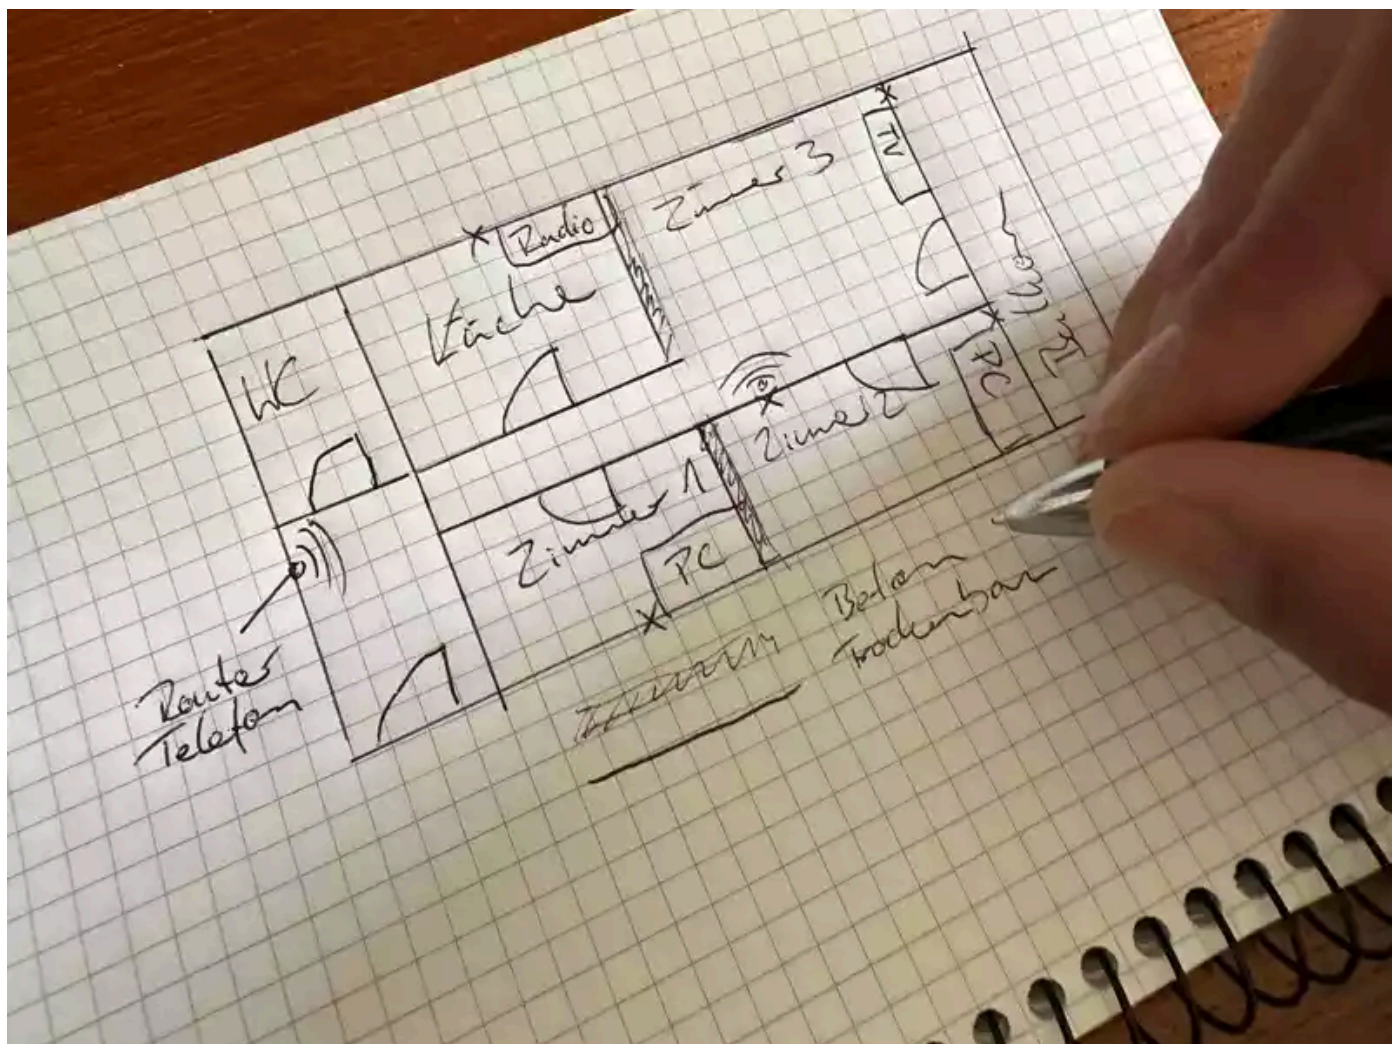 TV
Zimmer 3
Radio
Küche
WC
PC
Zimmer 2
Zimmer 1
PC
Beton
Trockenbau
Router
Telefon